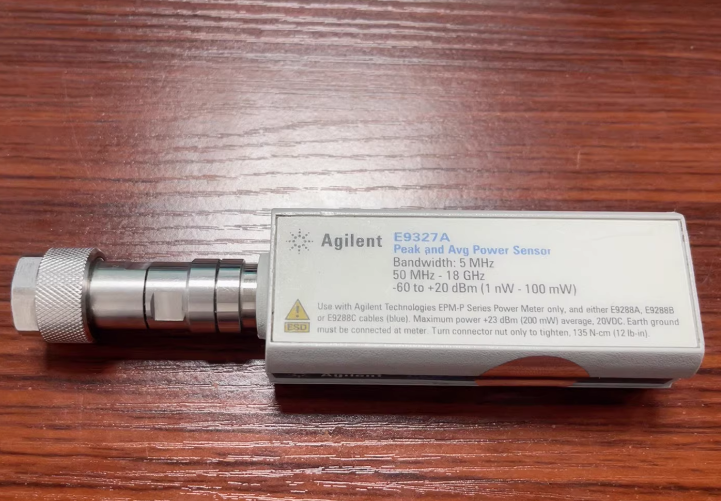 Agilent E9327A
Peak and Avg Power Sensor
Bandwidth: 5 MHz
50 MHz - 18 GHz
-60 to +20 dBm (1 nW - 100 mW)
Use with Agilent Technologies EPM-P Series Power Meter only, and either E9288A, E9288B
or E9288C cables (blue). Maximum power +23 dBm (200 mW) average, 20VDC. Earth ground
must be connected at meter. Turn connector nut only to tighten. 135 N-cm (12 lb-in).
ESD
Agilent